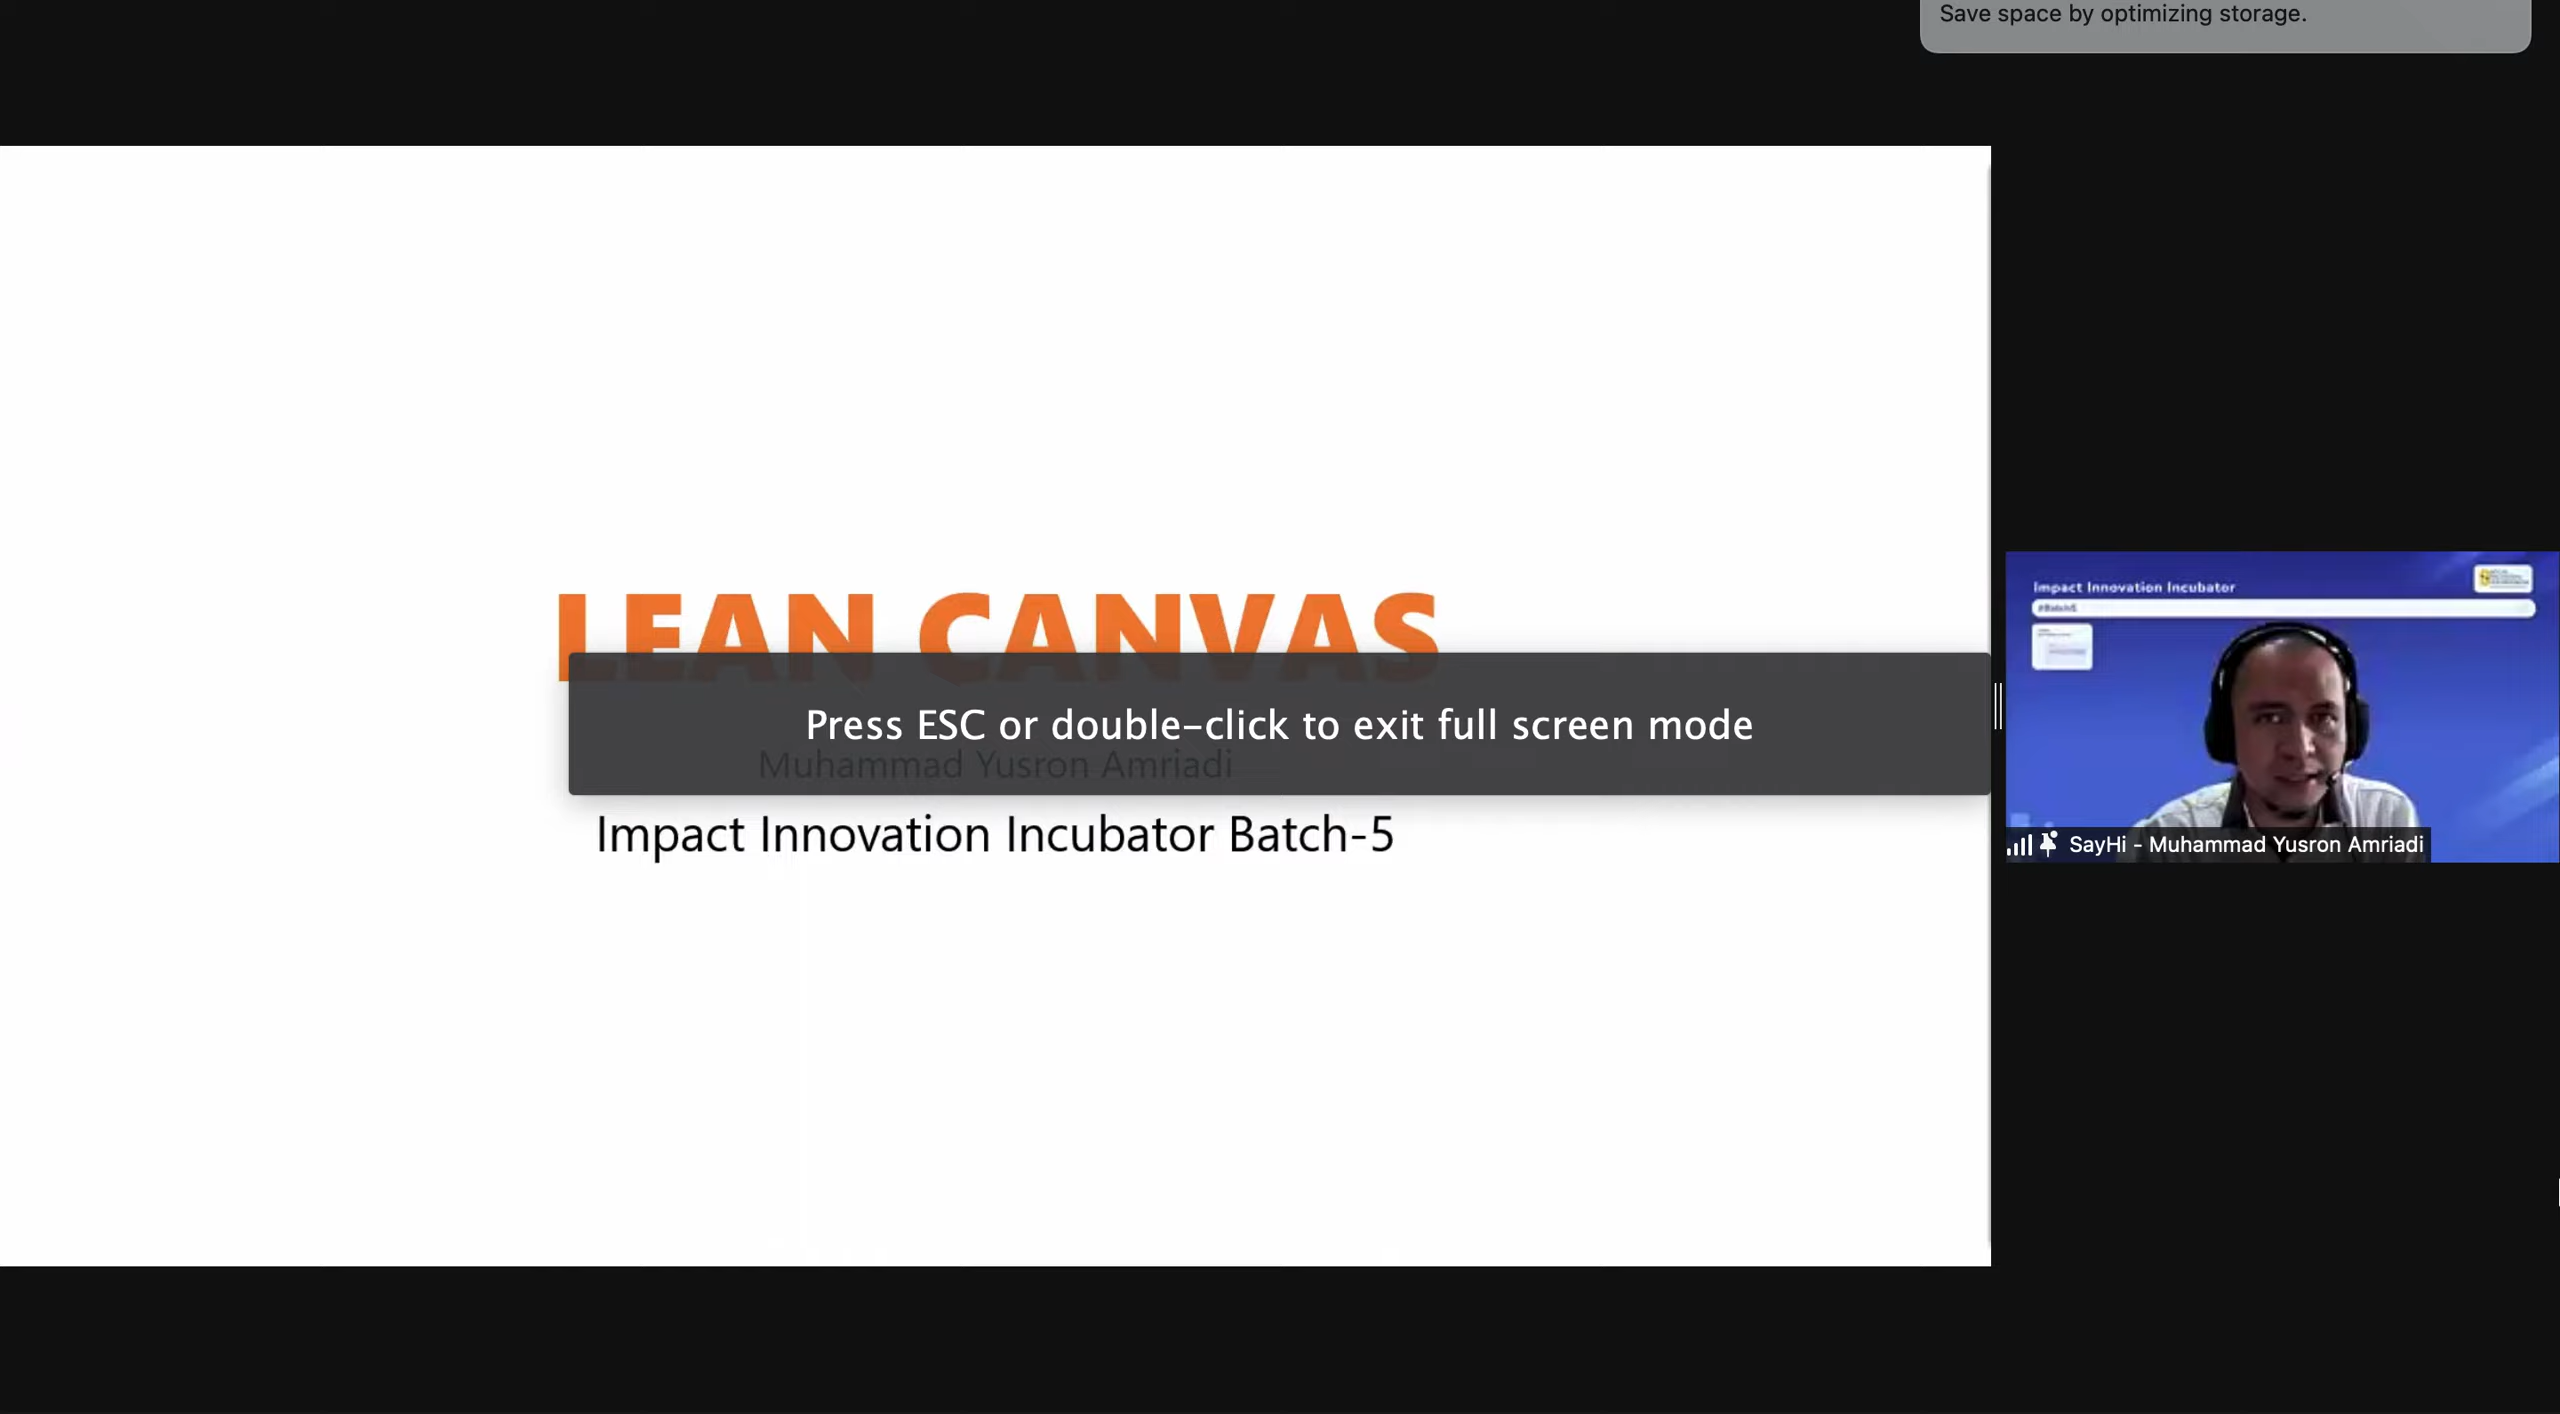 Save space by optimizing storage.
LEAN CANVAS
Press ESC or double-click to exit full screen mode
Muhammad Yusron Amriadi
Impact Innovation Incubator Batch-5
Impact Innovation Incubator
#Batch5
SayHi - Muhammad Yusron Amriadi